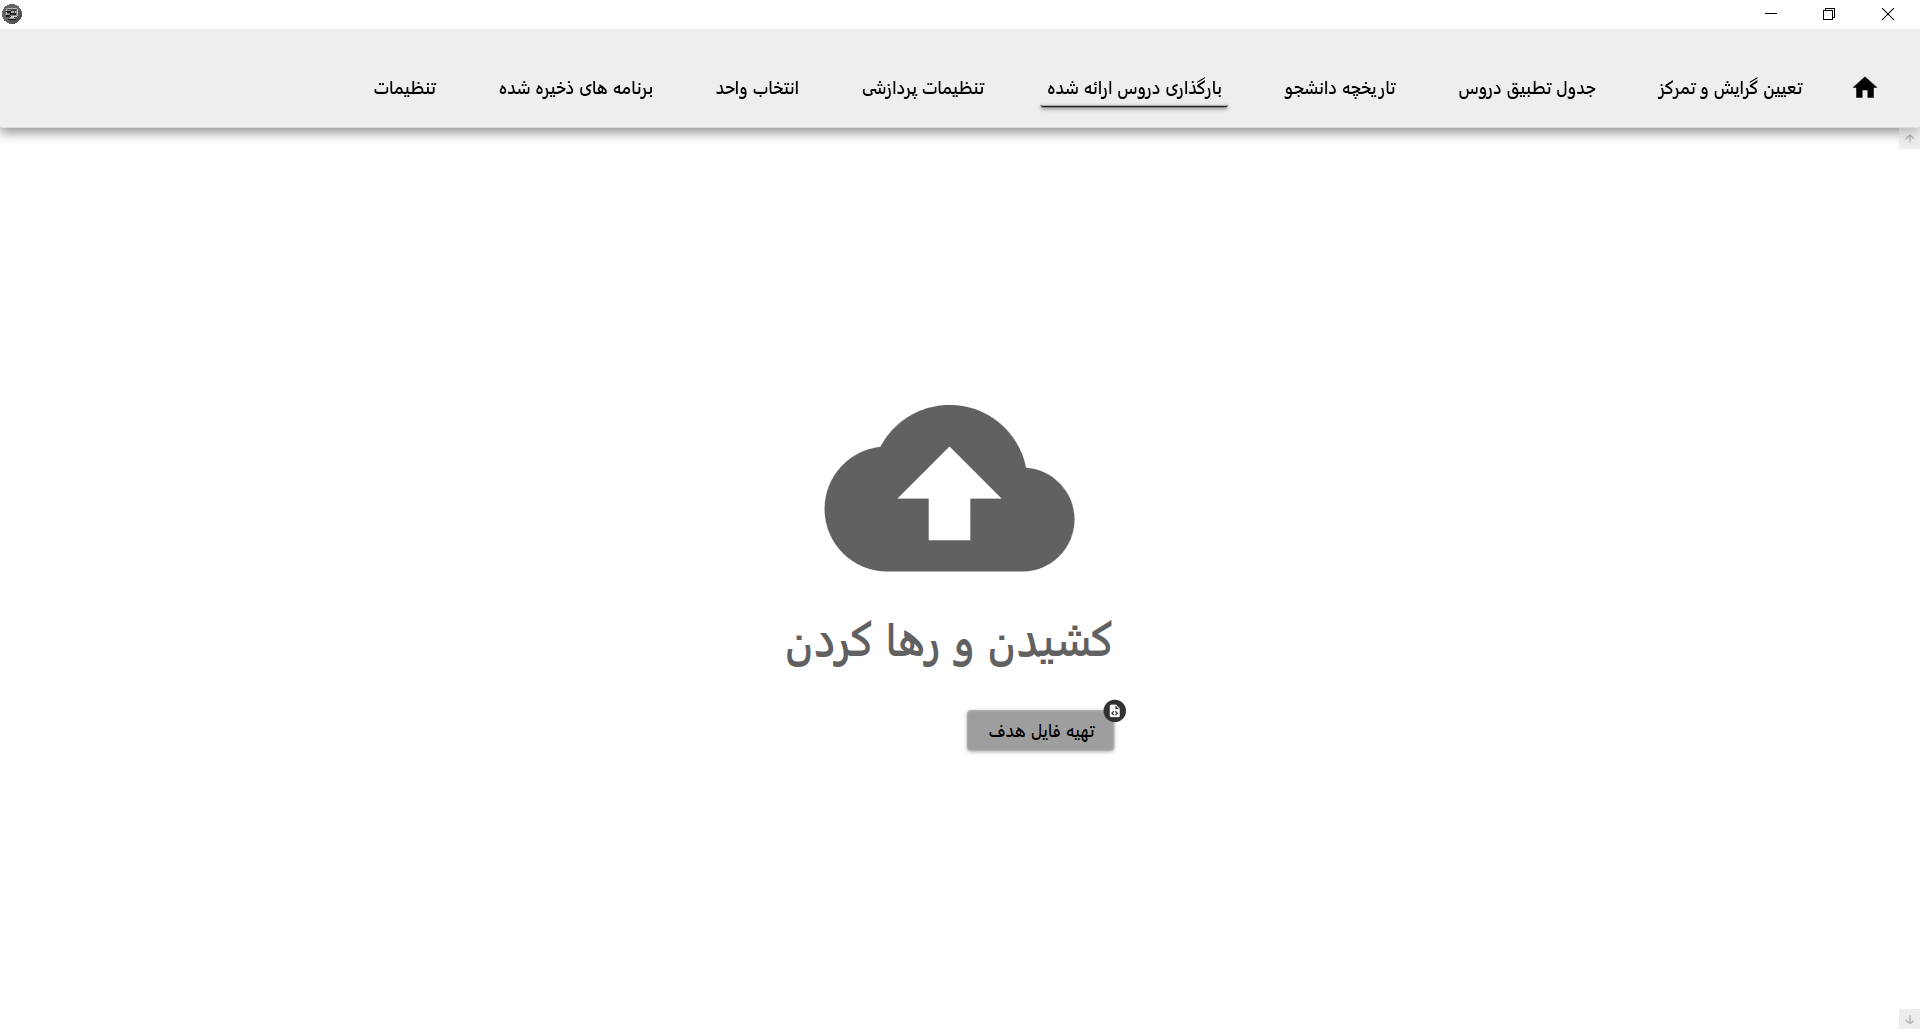 تعیین گرایش و تمرکز
جدول تطبیق دروس
تاریخچه دانشجو
بارگذاری دروس ارائه شده
تنظیمات پردازشی
انتخاب واحد
برنامه های ذخیره شده
تنظیمات
کشیدن و رها کردن
تهیه فایل هدف